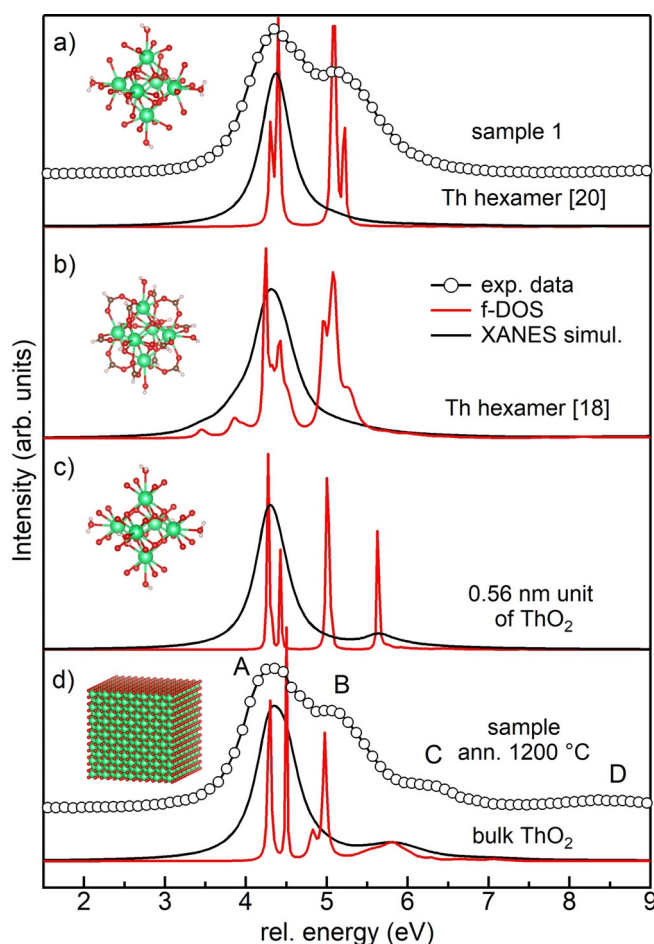 a)
sample 1
Th hexamer [20]
b)
exp. data
f-DOS
XANES simul.
Th hexamer [18]
c)
0.56 nm unit
of ThO₂
d)
A
B
C
D
sample
ann. 1200 °C
bulk ThO₂
Intensity (arb. units)
2 3 4 5 6 7 8 9
rel. energy (eV)